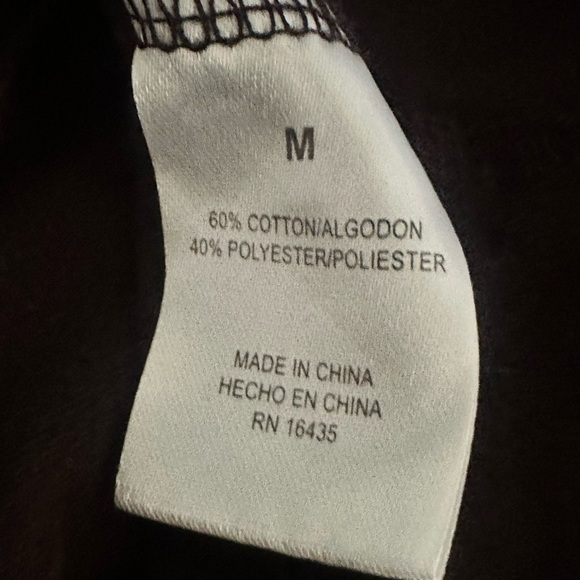 M
60% COTTON/ALGODON
40% POLYESTER/POLIESTER
MADE IN CHINA
HECHO EN CHINA
RN 16435